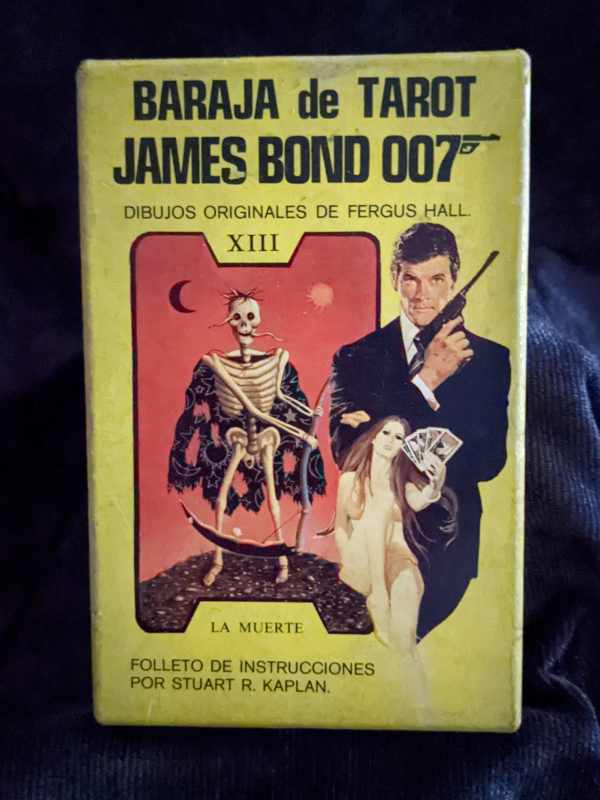 BARAJA de TAROT
JAMES BOND 007
DIBUJOS ORIGINALES DE FERGUS HALL.
XIII
LA MUERTE
FOLLETO DE INSTRUCCIONES
POR STUART R. KAPLAN.